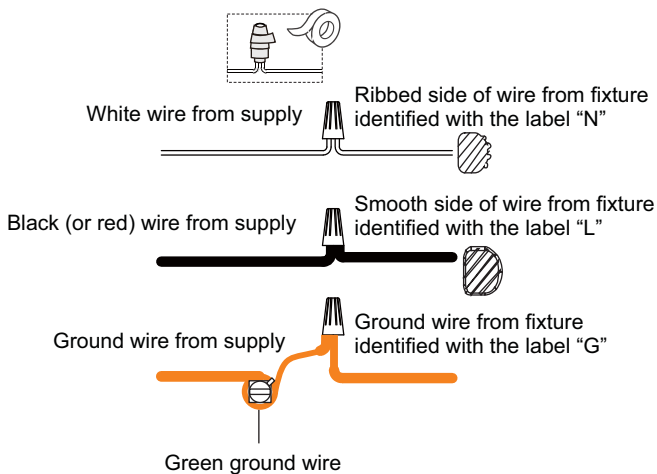 White wire from supply
Ribbed side of wire from fixture
identified with the label “N”
Black (or red) wire from supply
Smooth side of wire from fixture
identified with the label “L”
Ground wire from supply
Ground wire from fixture
identified with the label “G”
Green ground wire